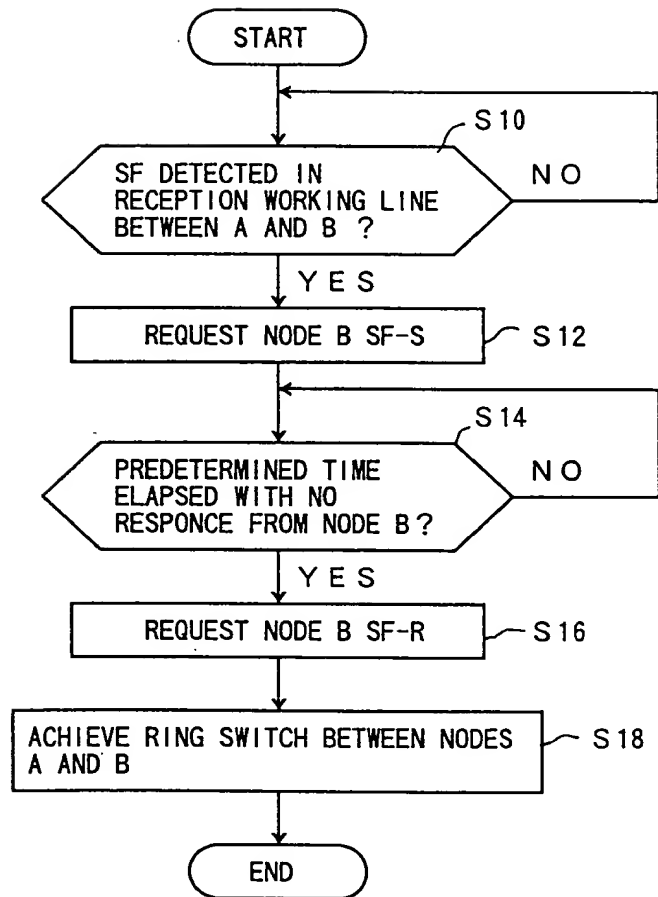 START
S10
SF DETECTED IN
RECEPTION WORKING LINE
BETWEEN A AND B ?
NO
YES
REQUEST NODE B SF-S
S12
S14
PREDETERMINED TIME
ELAPSED WITH NO
RESPONCE FROM NODE B?
NO
YES
REQUEST NODE B SF-R
S16
ACHIEVE RING SWITCH BETWEEN NODES
A AND B
S18
END